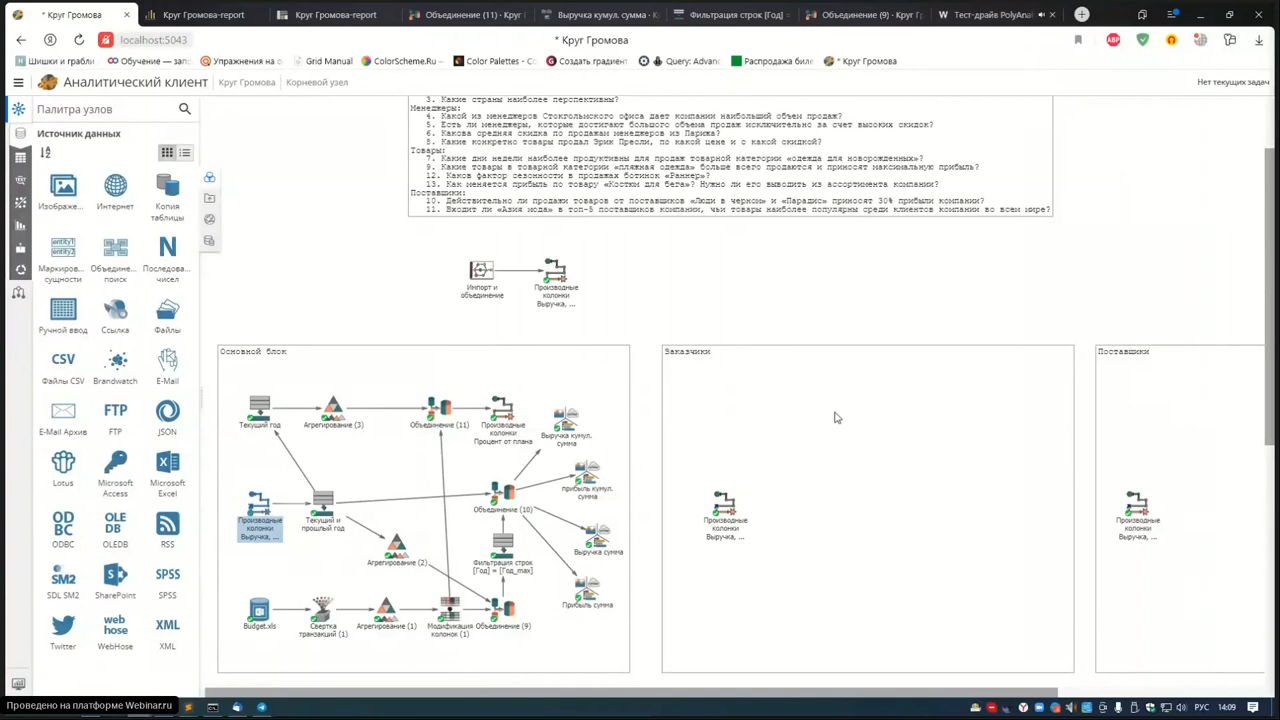 * Круг Громова
Круг Громова-report
Круг Громова-report
Объединение (11) - Круг Г
Выручка кумул. сумма · К
Фильтрация строк [Год] =
Объединение (9) - Круг Гр
Тест-драйв PolyAna
localhost:5043
* Круг Громова
Шишки и грабли
Обучение — запо
Упражнения на о
Grid Manual
ColorScheme.Ru –
Color Palettes - Co
Создать градиент
Query: Advanc
Распродажа биле
* Круг Громова
Аналитический клиент
Круг Громова
Корневой узел
Нет текущих задач
Палитра узлов
Источник данных
Изображе...
Интернет
Копия таблицы
Маркиров... сущности
Объедине... поиск
Последова... чисел
Ручной ввод
Ссылка
Файлы
Файлы CSV
Brandwatch
E-Mail
E-Mail Архив
FTP
JSON
Lotus
Microsoft Access
Microsoft Excel
ODBC
OLEDB
RSS
SDL SM2
SharePoint
SPSS
Twitter
WebHose
XML
3. Какие страны наиболее перспективны?
Менеджеры:
4. Какой из менеджеров Стокгольмского офиса дает компании наибольший объем продаж?
5. Есть ли менеджеры, которые достигают большого объема продаж исключительно за счет высоких скидок?
6. Какова средняя скидка по продажам менеджеров из Парижа?
8. Какие конкретно товары продал Эрик Пресли, по какой цене и с какой скидкой?
Товары:
7. Какие дни недели наиболее продуктивны для продаж товарной категории «одежда для новорожденных»?
9. Какие товары в товарной категории «пляжная одежда» больше всего продаются и приносят максимальную прибыль?
12. Каков фактор сезонности в продажах ботинок «Раннер»?
13. Как меняется прибыль по товару «Костюм для бега»? Нужно ли его выводить из ассортимента компании?
Поставщики:
10. Действительно ли продажи товаров от поставщиков «Люди в черном» и «Парадис» приносят 30% прибыли компании?
11. Входит ли «Азия мода» в топ-5 поставщиков компании, чьи товары наиболее популярны среди клиентов компании во всем мире?
Импорт и объединение
Производные колонки Выручка, ...
Основной блок
Текущий год
Агрегирование (3)
Объединение (11)
Производные колонки Процент от плана
Выручка кумул. сумма
прибыль кумул. сумма
Производные колонки Выручка, ...
Текущий и прошлый год
Объединение (10)
Агрегирование (2)
Фильтрация строк [Год] = [Год_max]
Выручка сумма
Прибыль сумма
Budget.xls
Свертка транзакций (1)
Агрегирование (1)
Модификация колонок (1)
Объединение (9)
Заказчики
Производные колонки Выручка, ...
Поставщики
Производные колонки Выручка, ...
Проведено на платформе Webinar.ru
РУС
14:09